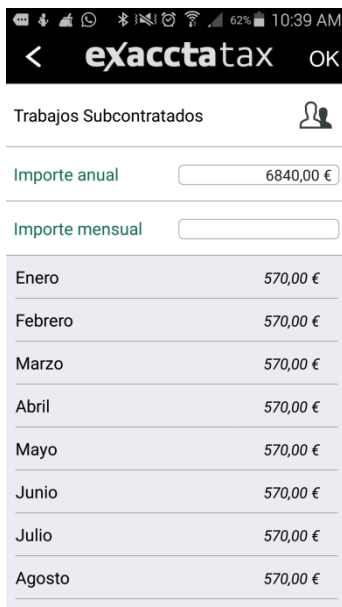 62% 10:39 AM
exacctatax OK
Trabajos Subcontratados
Importe anual 6840,00 €
Importe mensual
Enero 570,00 €
Febrero 570,00 €
Marzo 570,00 €
Abril 570,00 €
Mayo 570,00 €
Junio 570,00 €
Julio 570,00 €
Agosto 570,00 €